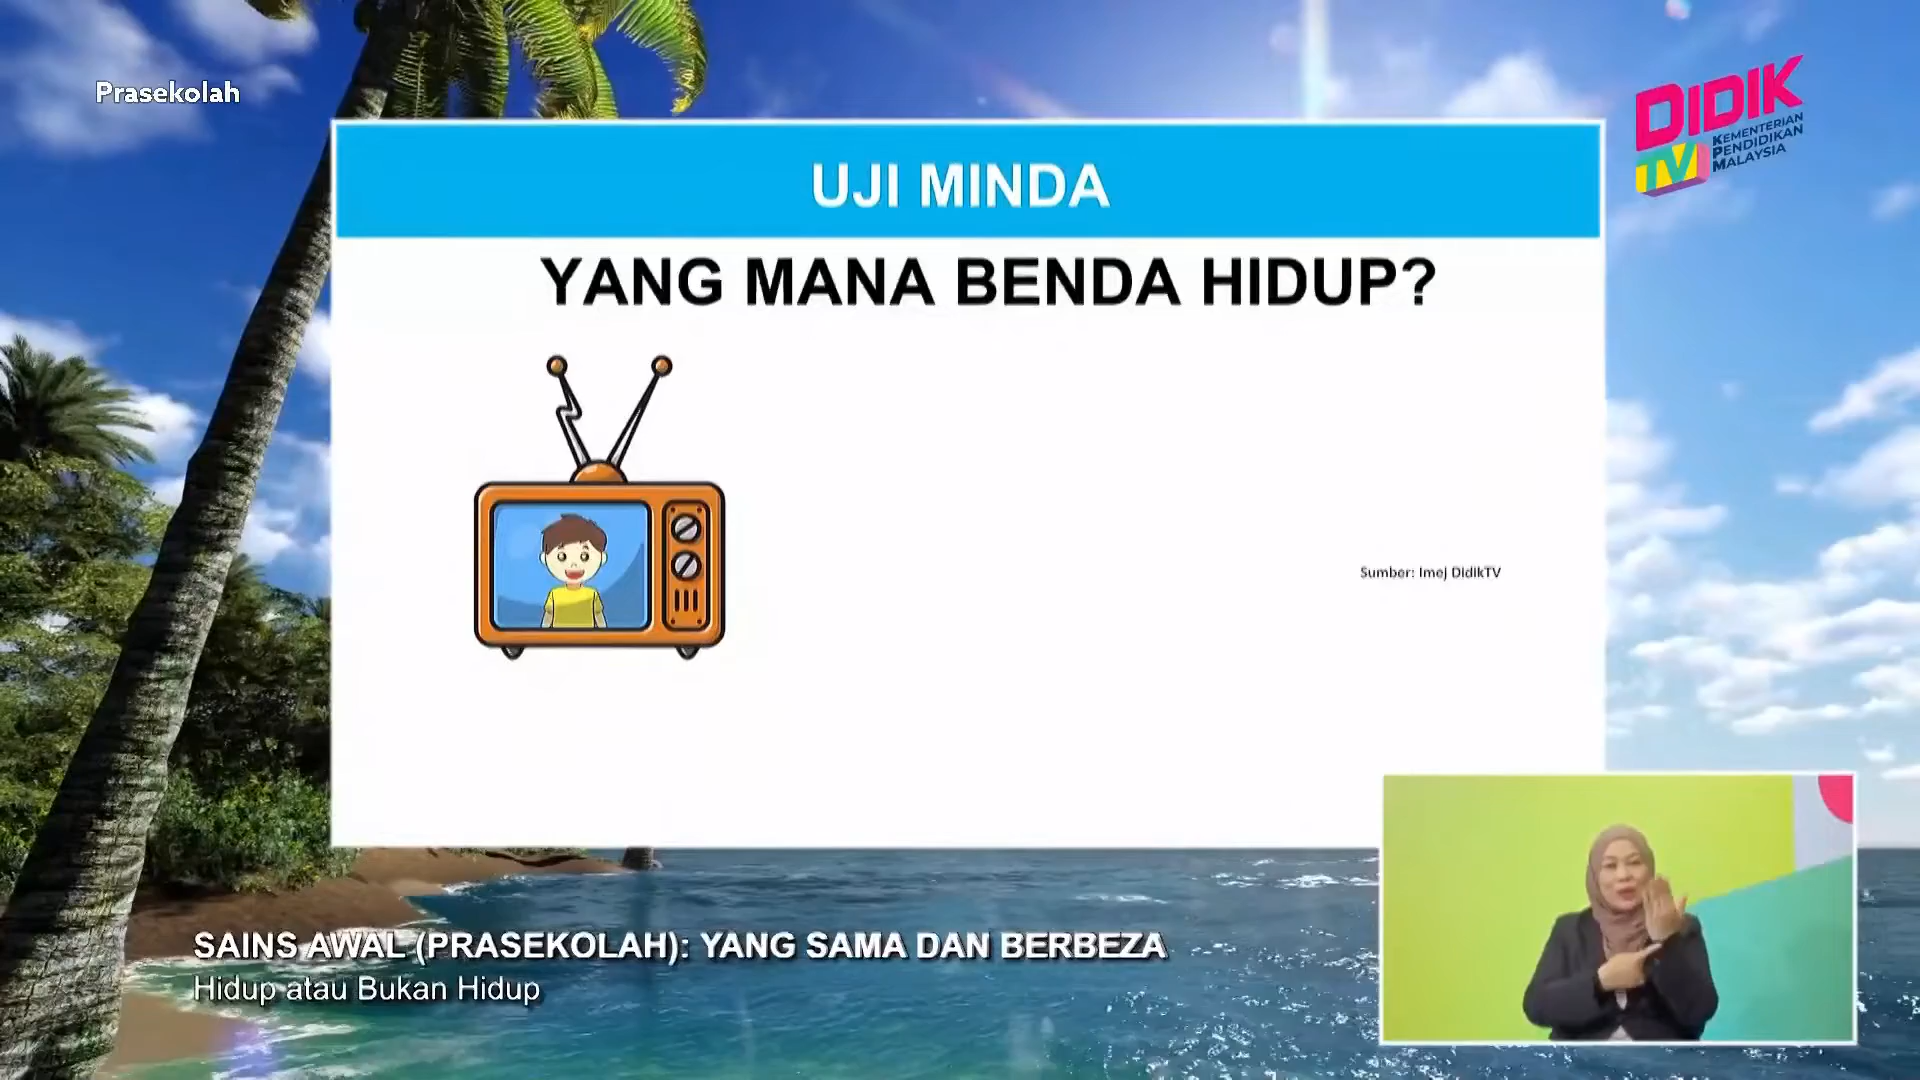 Prasekolah
DIDIK
TV
KEMENTERIAN
PENDIDIKAN
MALAYSIA
UJI MINDA
YANG MANA BENDA HIDUP?
Sumber: Imej DidikTV
SAINS AWAL (PRASEKOLAH): YANG SAMA DAN BERBEZA
Hidup atau Bukan Hidup